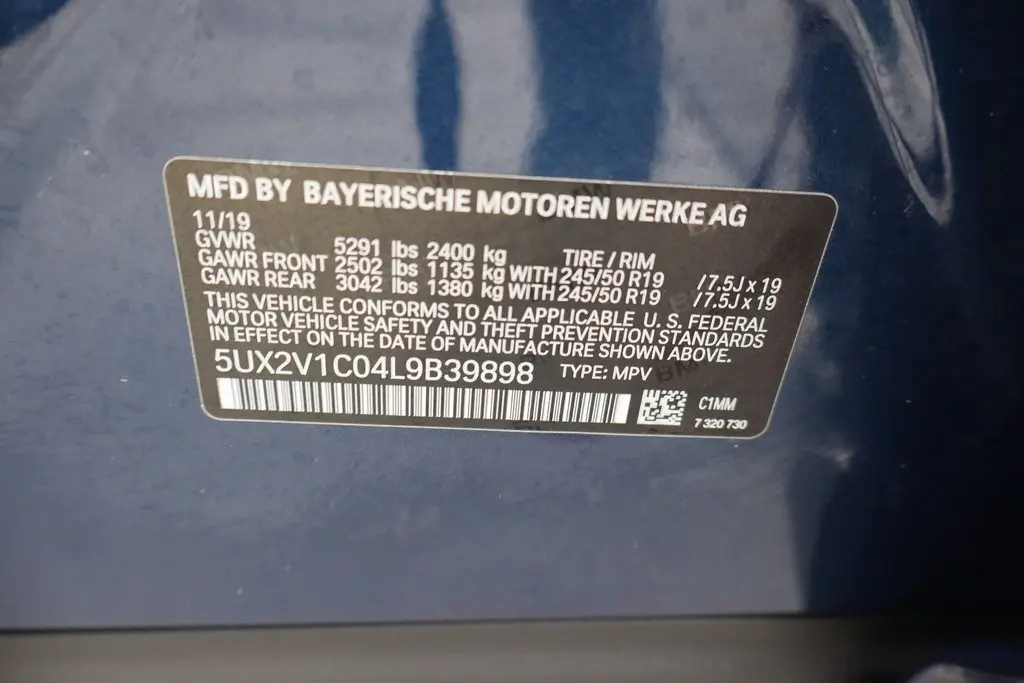 MFD BY BAYERISCHE MOTOREN WERKE AG
11/19
GVWR 5291 lbs 2400 kg TIRE / RIM
GAWR FRONT 2502 lbs 1135 kg WITH 245/50 R19 / 7.5J x 19
GAWR REAR 3042 lbs 1380 kg WITH 245/50 R19 / 7.5J x 19
THIS VEHICLE CONFORMS TO ALL APPLICABLE U. S. FEDERAL
MOTOR VEHICLE SAFETY AND THEFT PREVENTION STANDARDS
IN EFFECT ON THE DATE OF MANUFACTURE SHOWN ABOVE.
5UX2V1C04L9B39898 TYPE: MPV
C1MM
7 320 730